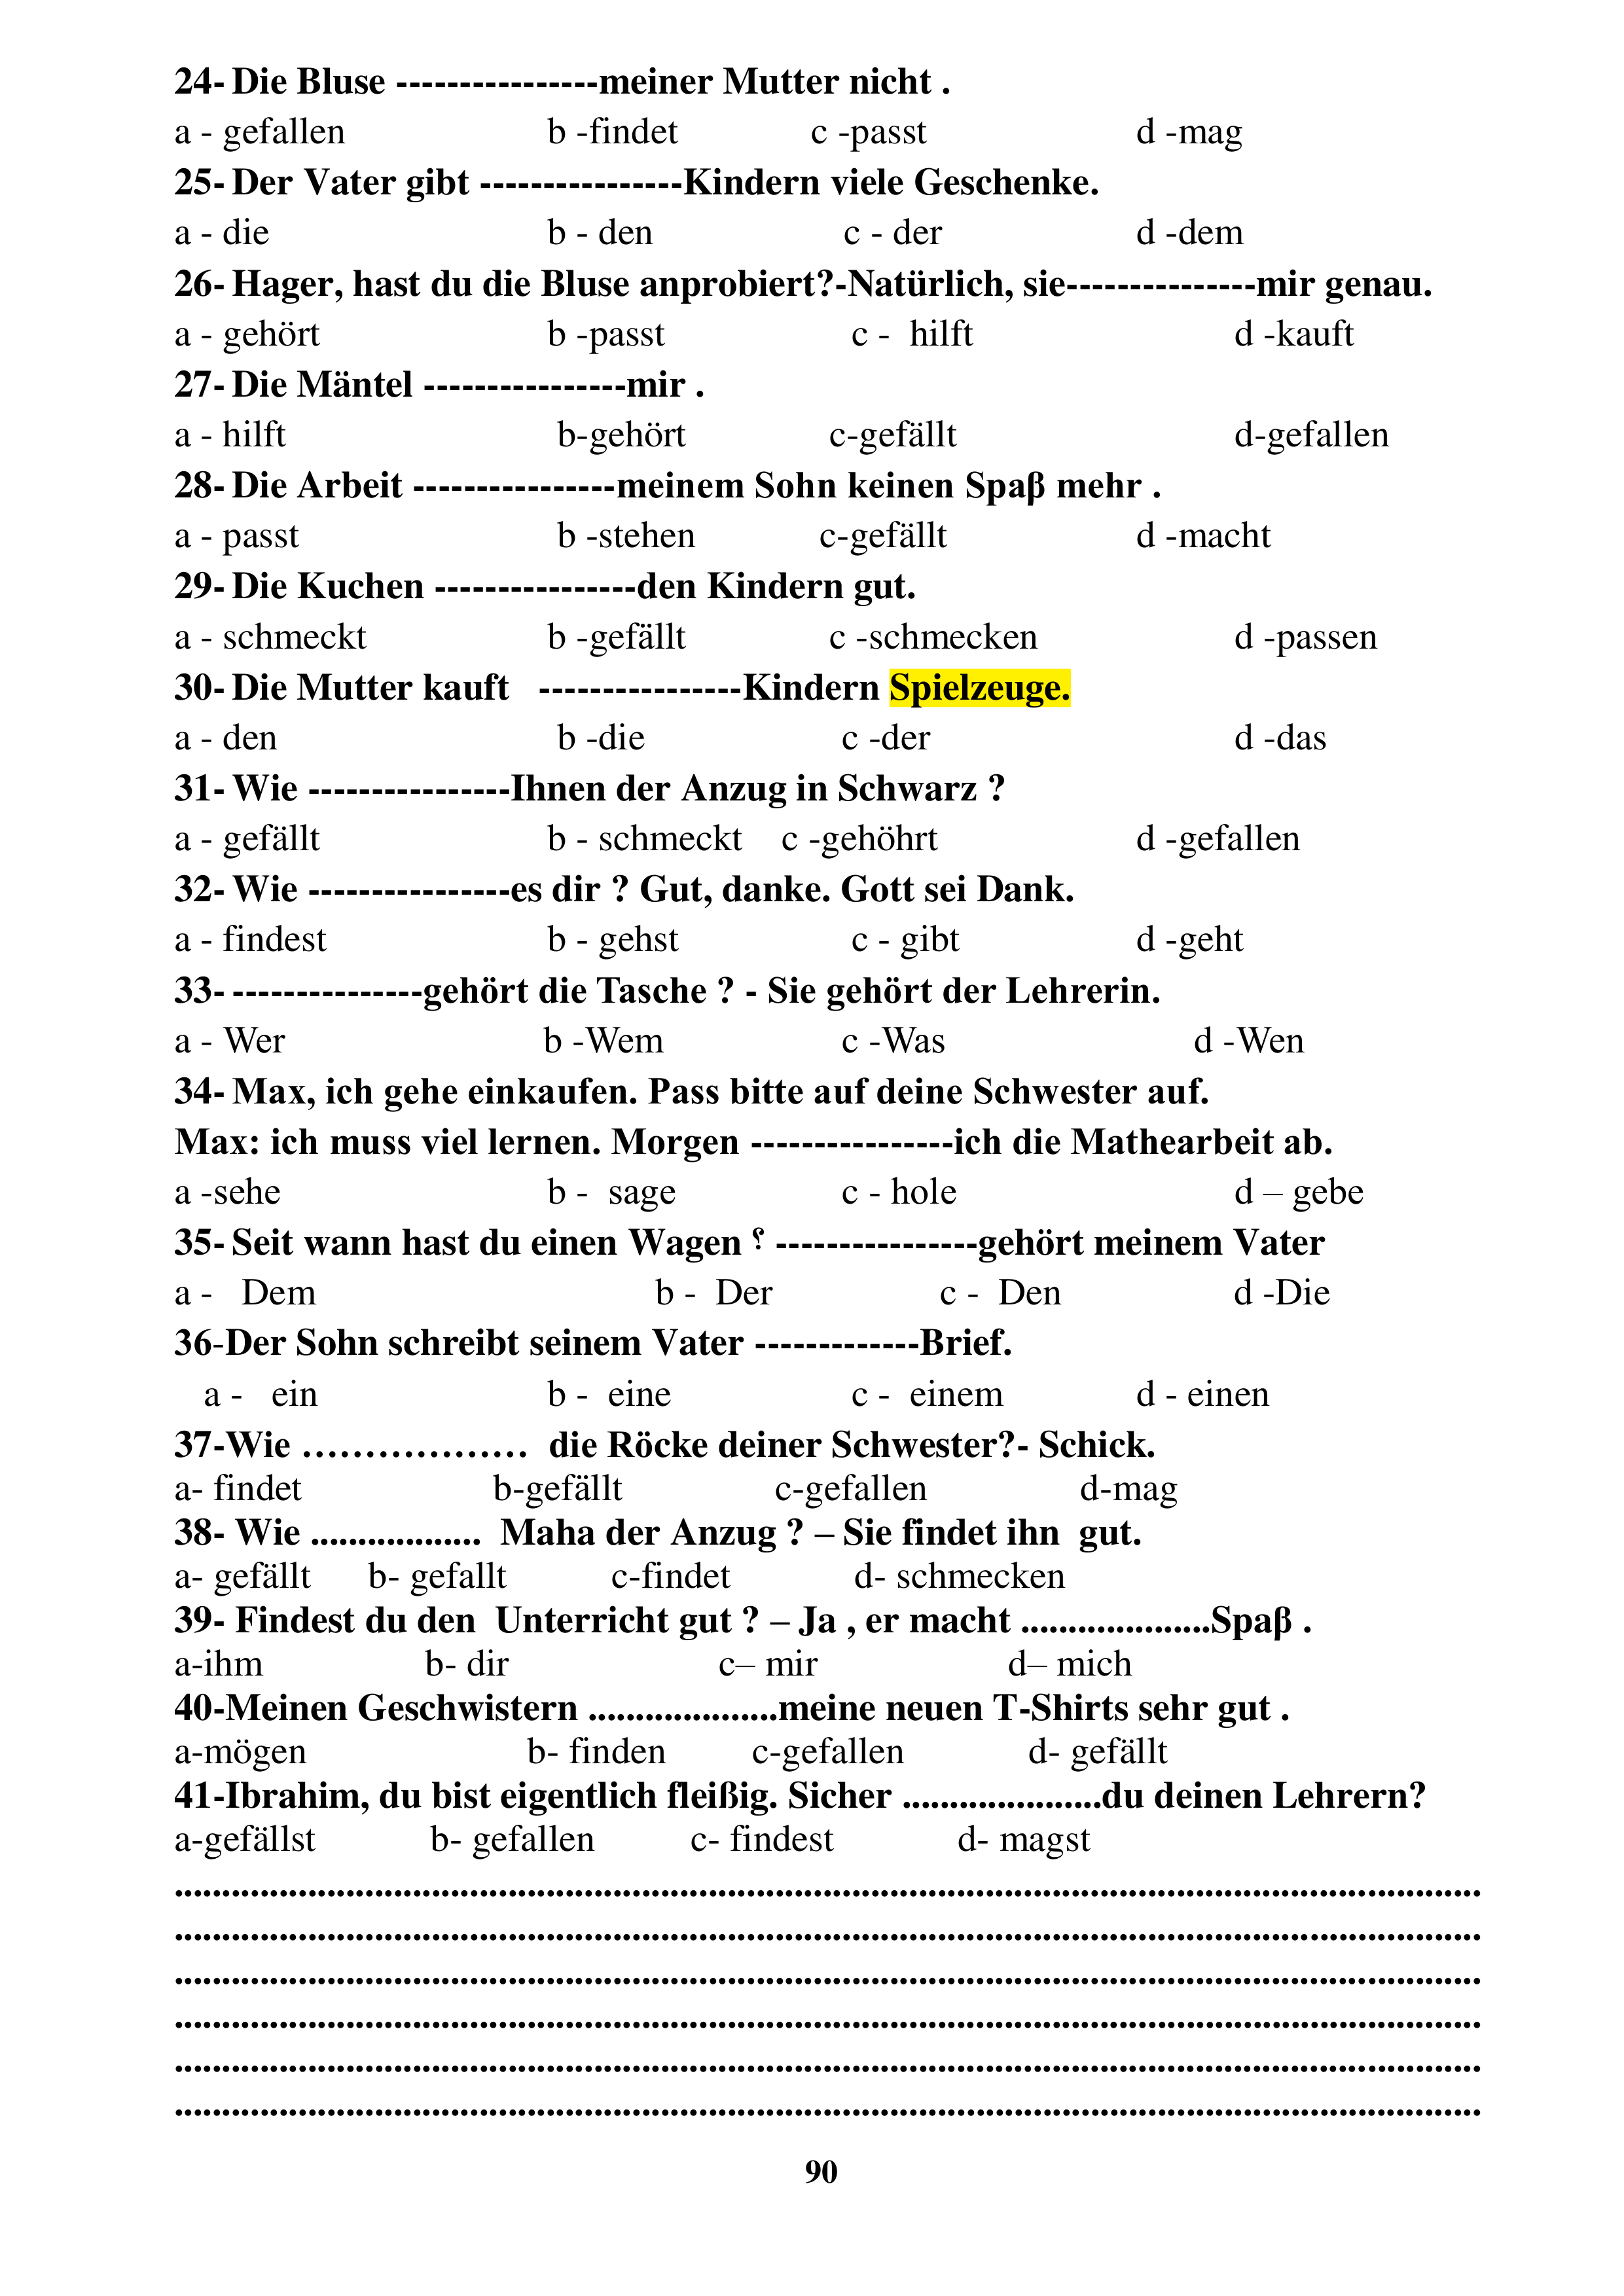 24- Die Bluse ----------------meiner Mutter nicht .
a - gefallen b -findet c -passt d -mag
25- Der Vater gibt ----------------Kindern viele Geschenke.
a - die b - den c - der d -dem
26- Hager, hast du die Bluse anprobiert?-Natürlich, sie---------------mir genau.
a - gehört b -passt c - hilft d -kauft
27- Die Mäntel ----------------mir .
a - hilft b-gehört c-gefällt d-gefallen
28- Die Arbeit ----------------meinem Sohn keinen Spaβ mehr .
a - passt b -stehen c-gefällt d -macht
29- Die Kuchen ----------------den Kindern gut.
a - schmeckt b -gefällt c -schmecken d -passen
30- Die Mutter kauft ----------------Kindern Spielzeuge.
a - den b -die c -der d -das
31- Wie ----------------Ihnen der Anzug in Schwarz ?
a - gefällt b - schmeckt c -gehöhrt d -gefallen
32- Wie ----------------es dir ? Gut, danke. Gott sei Dank.
a - findest b - gehst c - gibt d -geht
33- ---------------gehört die Tasche ? - Sie gehört der Lehrerin.
a - Wer b -Wem c -Was d -Wen
34- Max, ich gehe einkaufen. Pass bitte auf deine Schwester auf.
Max: ich muss viel lernen. Morgen ----------------ich die Mathearbeit ab.
a -sehe b - sage c - hole d – gebe
35- Seit wann hast du einen Wagen ؟ ----------------gehört meinem Vater
a - Dem b - Der c - Den d -Die
36-Der Sohn schreibt seinem Vater -------------Brief.
a - ein b - eine c - einem d - einen
37-Wie ……………… die Röcke deiner Schwester?- Schick.
a- findet b-gefällt c-gefallen d-mag
38- Wie .................. Maha der Anzug ? – Sie findet ihn gut.
a- gefällt b- gefallt c-findet d- schmecken
39- Findest du den Unterricht gut ? – Ja , er macht ....................Spaβ .
a-ihm b- dir c– mir d– mich
40-Meinen Geschwistern ....................meine neuen T-Shirts sehr gut .
a-mögen b- finden c-gefallen d- gefällt
41-Ibrahim, du bist eigentlich fleißig. Sicher .....................du deinen Lehrern?
a-gefällst b- gefallen c- findest d- magst
90